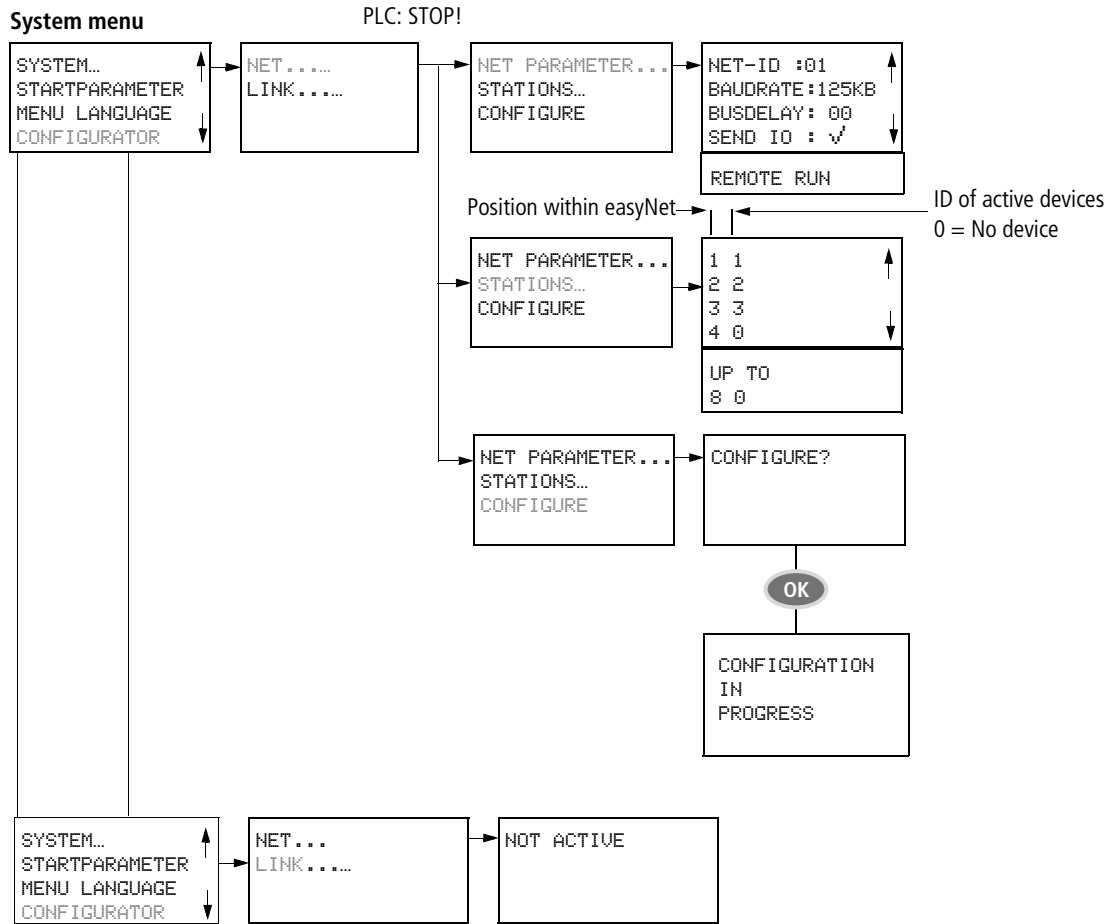 System menu
PLC: STOP!
SYSTEM...
STARTPARAMETER
MENU LANGUAGE
CONFIGURATOR
NET...…
LINK...…
NET PARAMETER...
STATIONS…
CONFIGURE
NET-ID :01
BAUDRATE:125KB
BUSDELAY: 00
SEND IO : √
REMOTE RUN
Position within easyNet
ID of active devices
0 = No device
NET PARAMETER...
STATIONS…
CONFIGURE
1 1
2 2
3 3
4 0
UP TO
8 0
NET PARAMETER...
STATIONS…
CONFIGURE
CONFIGURE?
OK
CONFIGURATION
IN
PROGRESS
SYSTEM…
STARTPARAMETER
MENU LANGUAGE
CONFIGURATOR
NET...
LINK...…
NOT ACTIVE